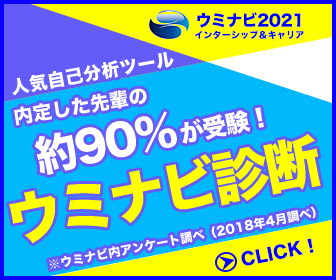 ウミナビ2021
インターンシップ&キャリア
人気自己分析ツール
内定した先輩の
約90%が受験！
ウミナビ診断
※ウミナビ内アンケート調べ（2018年4月調べ）
CLICK！